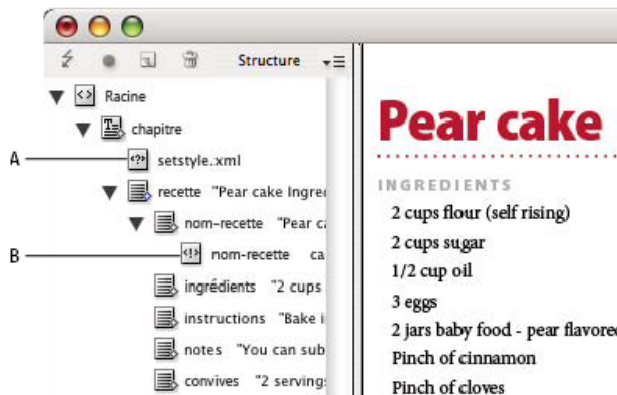 Structure
Racine
chapitre
A
setstyle.xml
recette "Pear cake Ingre
nom-recette "Pear c
B
nom-recette ca
ingrédients "2 cups
instructions "Bake i
notes "You can sub
convives "2 serving
Pear cake
INGREDIENTS
2 cups flour (self rising)
2 cups sugar
1/2 cup oil
3 eggs
2 jars baby food - pear flavored
Pinch of cinnamon
Pinch of cloves